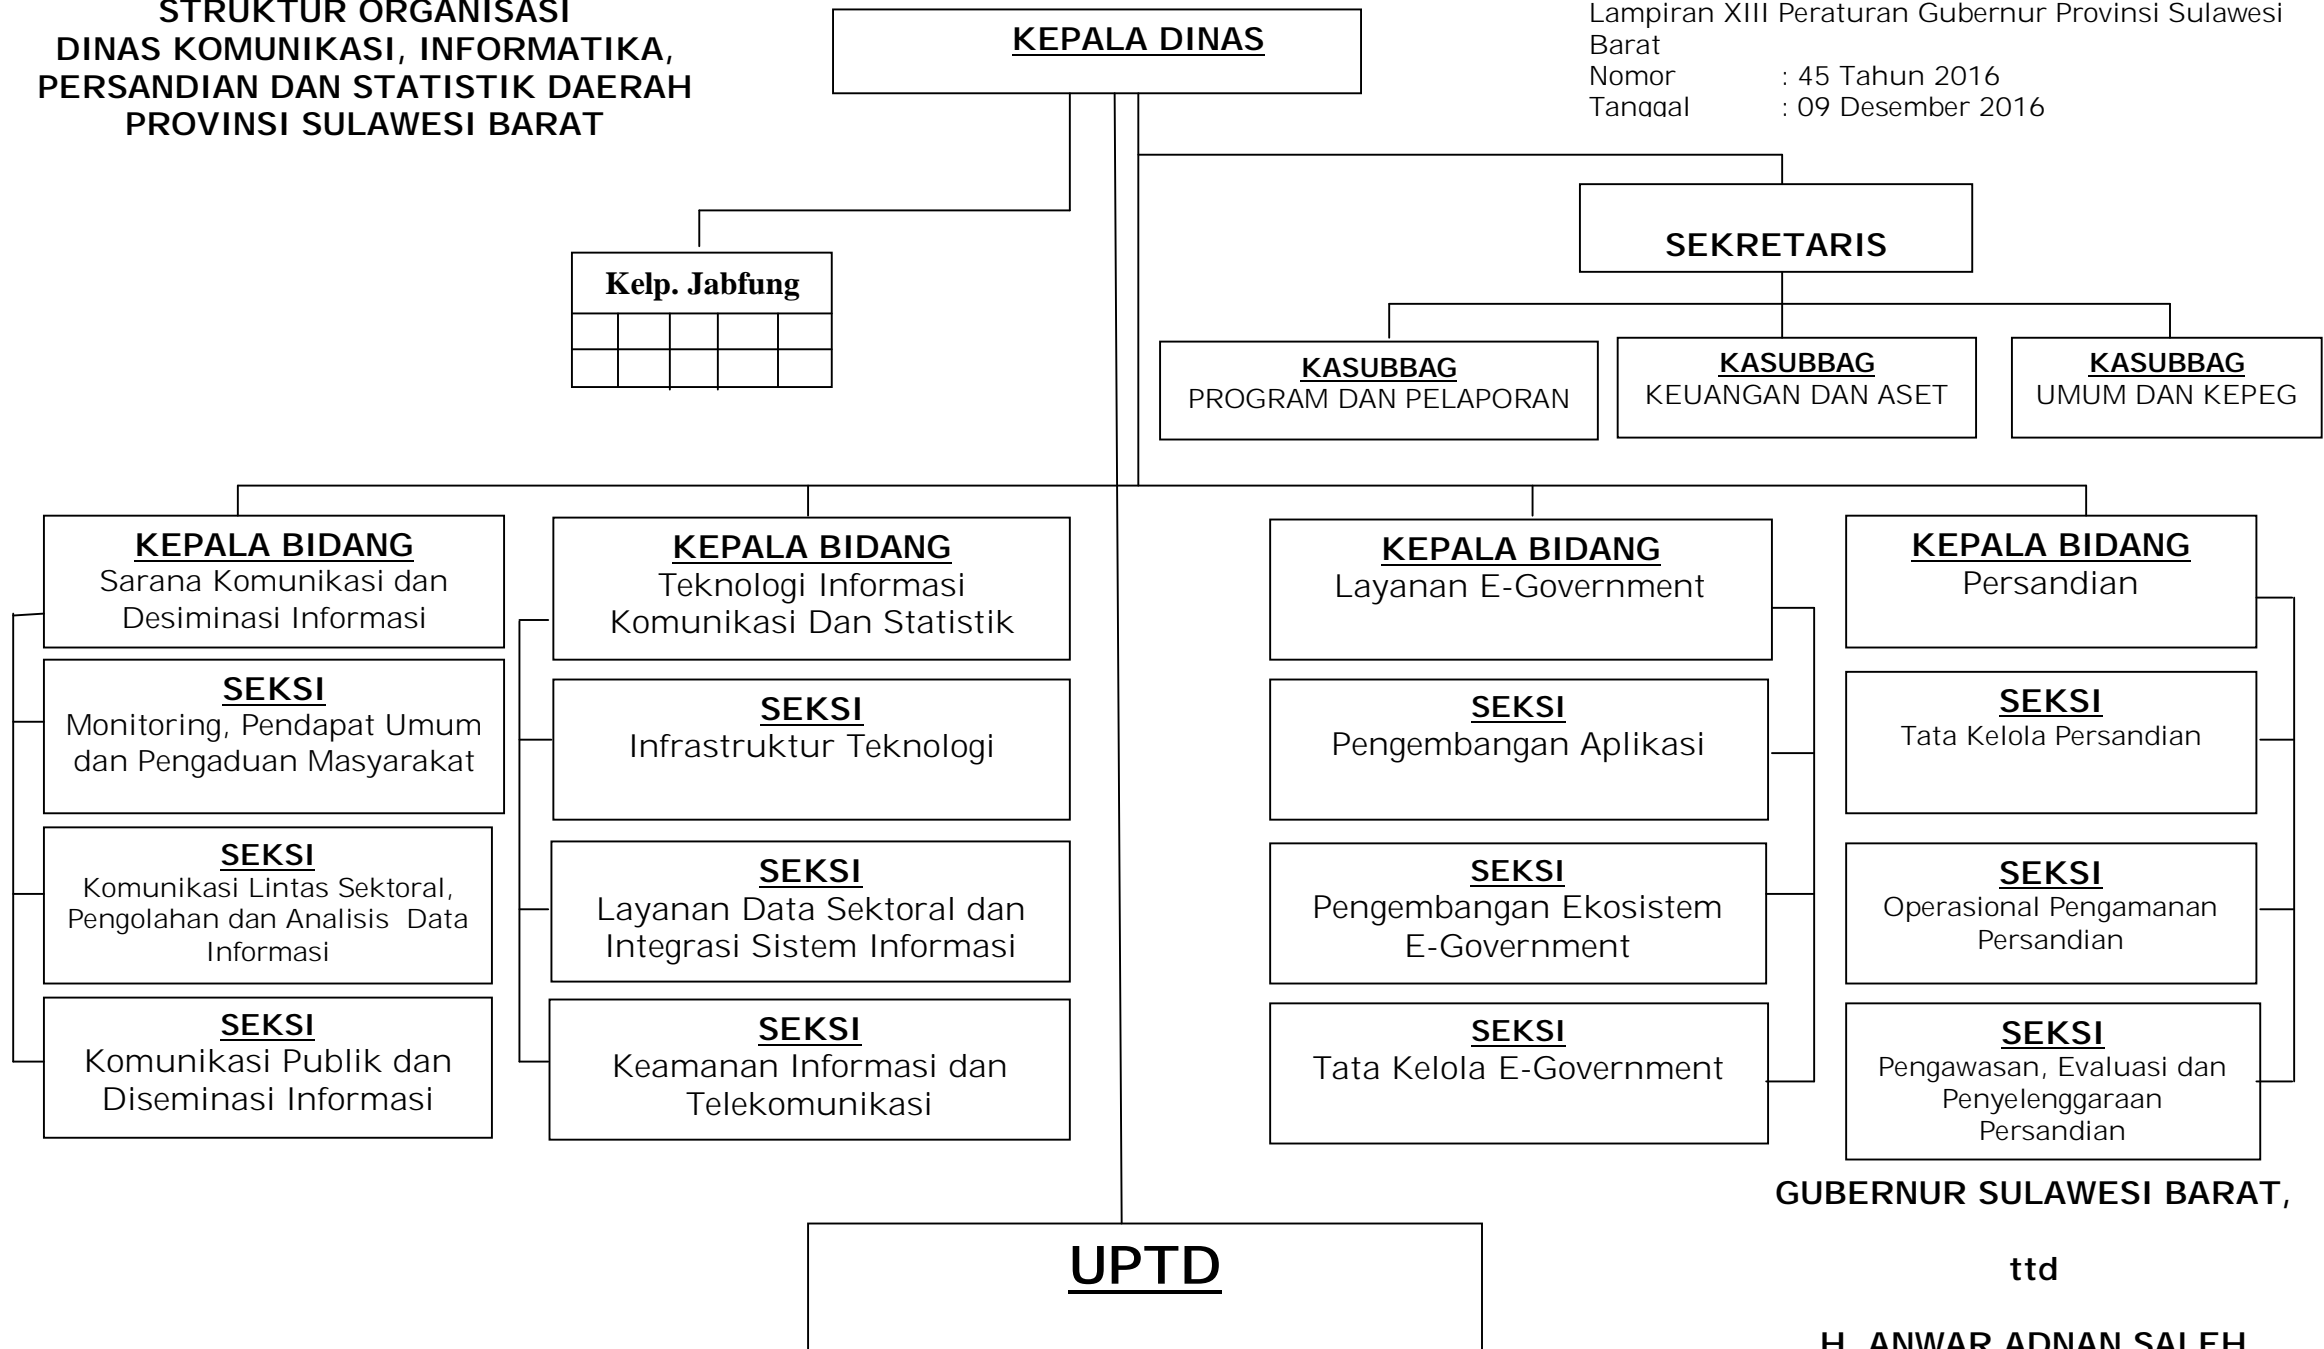 STRUKTUR ORGANISASI
DINAS KOMUNIKASI, INFORMATIKA,
PERSANDIAN DAN STATISTIK DAERAH
PROVINSI SULAWESI BARAT
KEPALA DINAS
Lampiran XIII Peraturan Gubernur Provinsi Sulawesi
Barat
Nomor : 45 Tahun 2016
Tanggal : 09 Desember 2016
SEKRETARIS
Kelp. Jabfung
KASUBBAG
PROGRAM DAN PELAPORAN
KASUBBAG
KEUANGAN DAN ASET
KASUBBAG
UMUM DAN KEPEG
KEPALA BIDANG
Sarana Komunikasi dan
Desiminasi Informasi
SEKSI
Monitoring, Pendapat Umum
dan Pengaduan Masyarakat
SEKSI
Komunikasi Lintas Sektoral,
Pengolahan dan Analisis Data
Informasi
SEKSI
Komunikasi Publik dan
Diseminasi Informasi
KEPALA BIDANG
Teknologi Informasi
Komunikasi Dan Statistik
SEKSI
Infrastruktur Teknologi
SEKSI
Layanan Data Sektoral dan
Integrasi Sistem Informasi
SEKSI
Keamanan Informasi dan
Telekomunikasi
KEPALA BIDANG
Layanan E-Government
SEKSI
Pengembangan Aplikasi
SEKSI
Pengembangan Ekosistem
E-Government
SEKSI
Tata Kelola E-Government
KEPALA BIDANG
Persandian
SEKSI
Tata Kelola Persandian
SEKSI
Operasional Pengamanan
Persandian
SEKSI
Pengawasan, Evaluasi dan
Penyelenggaraan
Persandian
UPTD
GUBERNUR SULAWESI BARAT,
ttd
H. ANWAR ADNAN SALEH